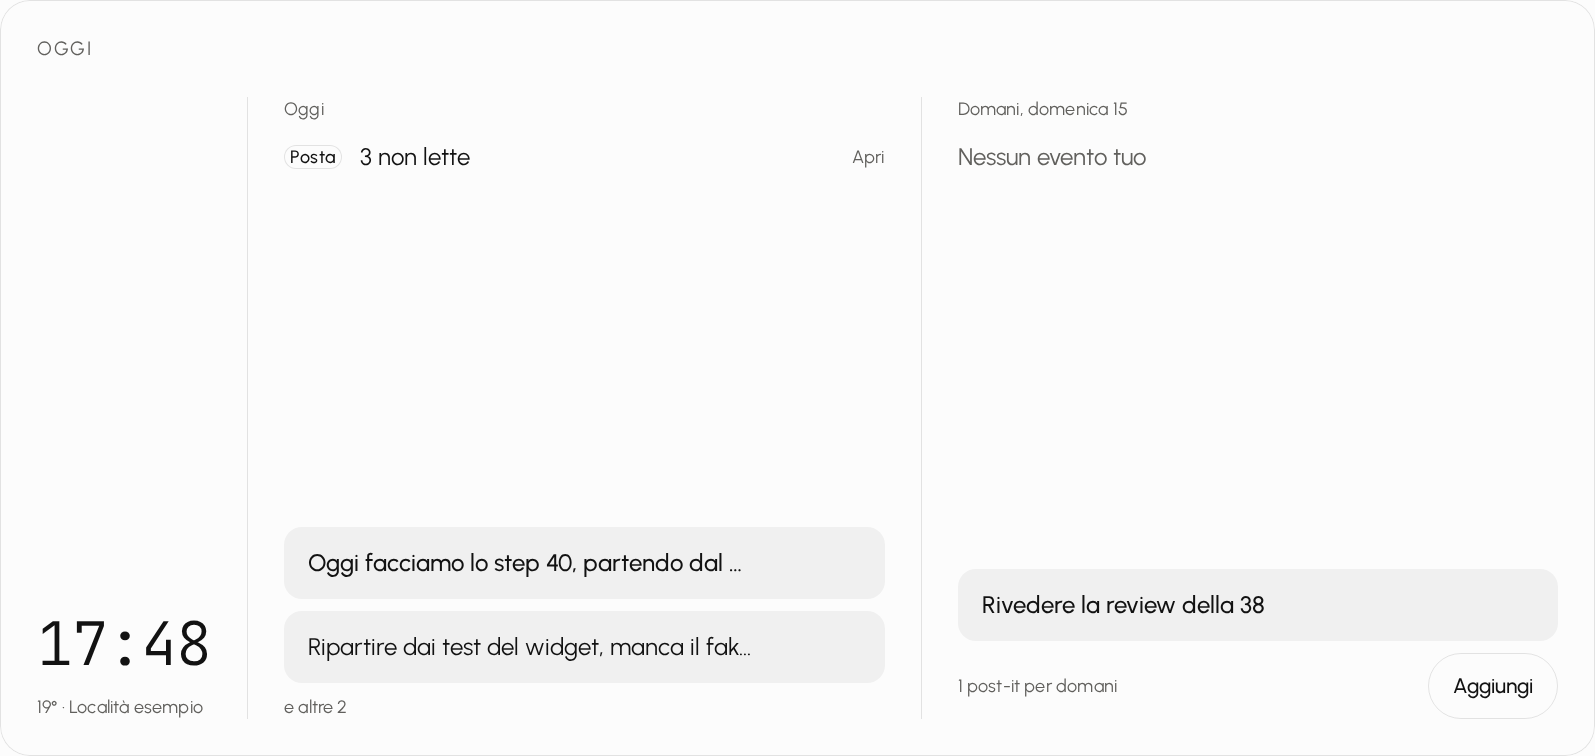 OGGI
17:48
19° · Località esempio
Oggi
Posta 3 non lette Apri
Oggi facciamo lo step 40, partendo dal ...
Ripartire dai test del widget, manca il fak...
e altre 2
Domani, domenica 15
Nessun evento tuo
Rivedere la review della 38
1 post-it per domani Aggiungi